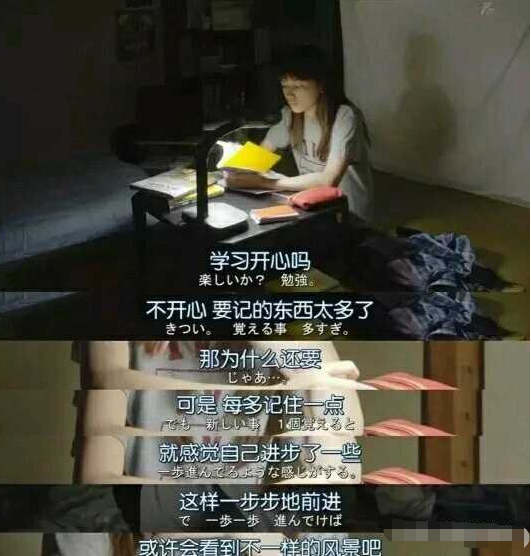 学习开心吗
楽しいか？ 勉強。
不开心 要记的东西太多了
きつい。 覚える事 多すぎ。
那为什么还要
じゃあ…。
可是 每多记住一点
でも 新しい事 １個覚えると
就感觉自己进步了一些
一歩進んでるような感じがする。
这样一步步地前进
で 一歩一歩 進んでけば
或许会看到不一样的风景吧